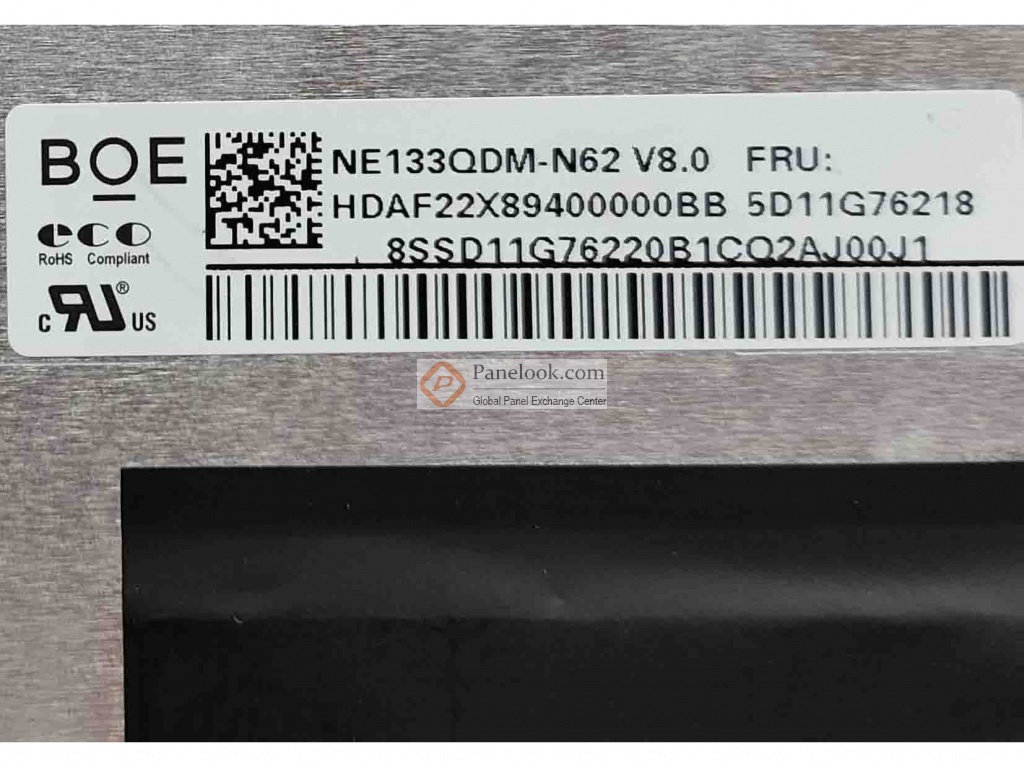 BOE
NE133QDM-N62 V8.0 FRU:
HDAF22X89400000BB 5D11G76218
8SSD11G76220B1CQ2AJ00J1
eco
RoHS Compliant
c RU ® US
Panelook.com
Global Panel Exchange Center